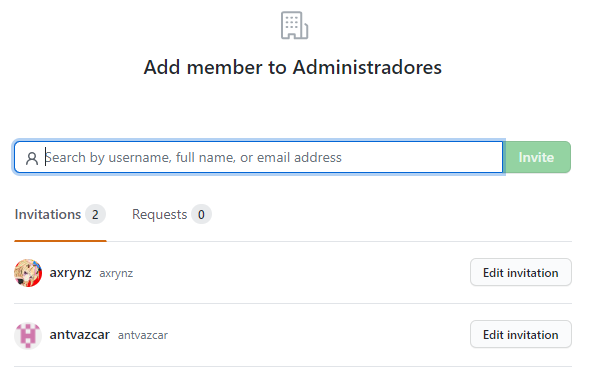 Add member to Administradores
Search by username, full name, or email address
Invite
Invitations 2 Requests 0
axrynz axrynz Edit invitation
antvazcar antvazcar Edit invitation